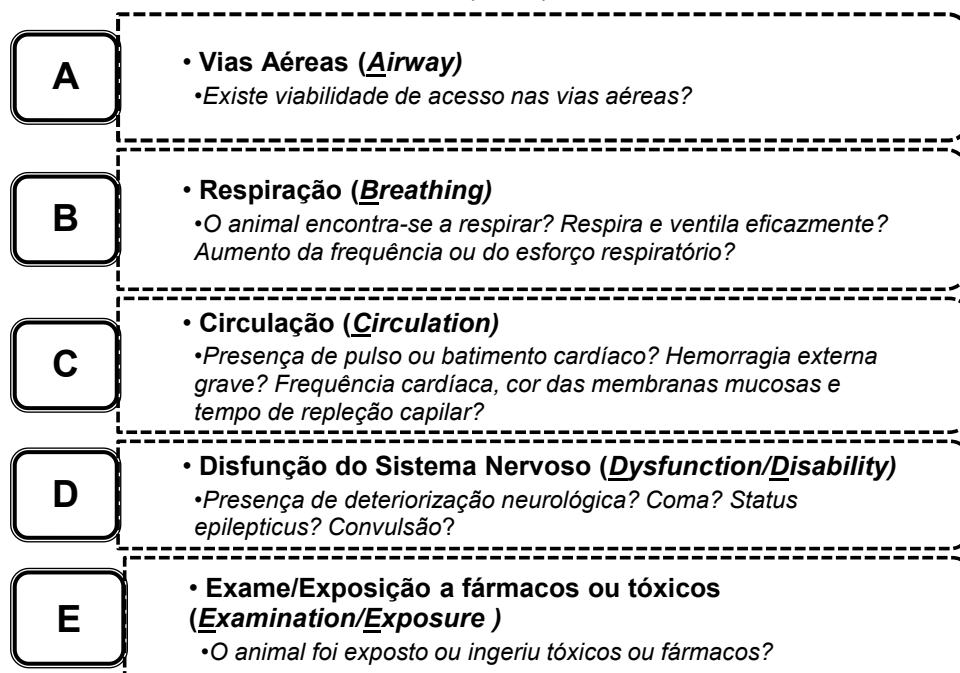 A
• Vias Aéreas (Airway)
•Existe viabilidade de acesso nas vias aéreas?
B
• Respiração (Breathing)
•O animal encontra-se a respirar? Respira e ventila eficazmente?
Aumento da frequência ou do esforço respiratório?
C
• Circulação (Circulation)
•Presença de pulso ou batimento cardíaco? Hemorragia externa
grave? Frequência cardíaca, cor das membranas mucosas e
tempo de repleção capilar?
D
• Disfunção do Sistema Nervoso (Dysfunction/Disability)
•Presença de deteriorização neurológica? Coma? Status
epilepticus? Convulsão?
E
• Exame/Exposição a fármacos ou tóxicos
(Examination/Exposure )
•O animal foi exposto ou ingeriu tóxicos ou fármacos?